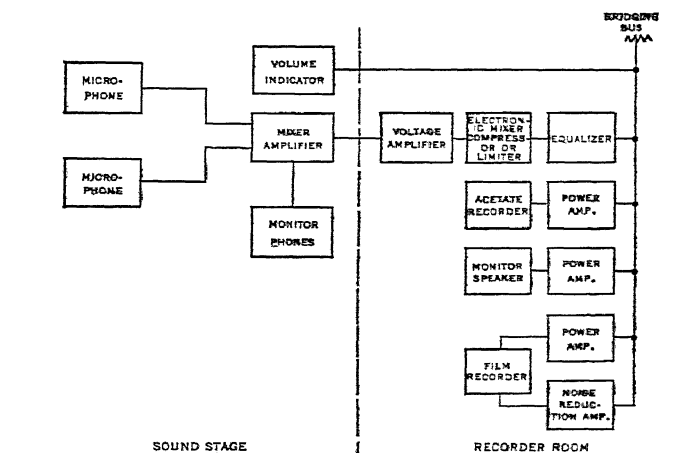 BRIDGING
BUS
VOLUME
INDICATOR
MICRO-
PHONE
MIXER
AMPLIFIER
VOLTAGE
AMPLIFIER
ELECTRON-
IC MIXER
COMPRESS
OR OR
LIMITER
EQUALIZER
MICRO-
PHONE
MONITOR
PHONES
ACETATE
RECORDER
POWER
AMP.
MONITOR
SPEAKER
POWER
AMP.
POWER
AMP.
FILM
RECORDER
NOISE
REDUC-
TION AMP.
SOUND STAGE
RECORDER ROOM